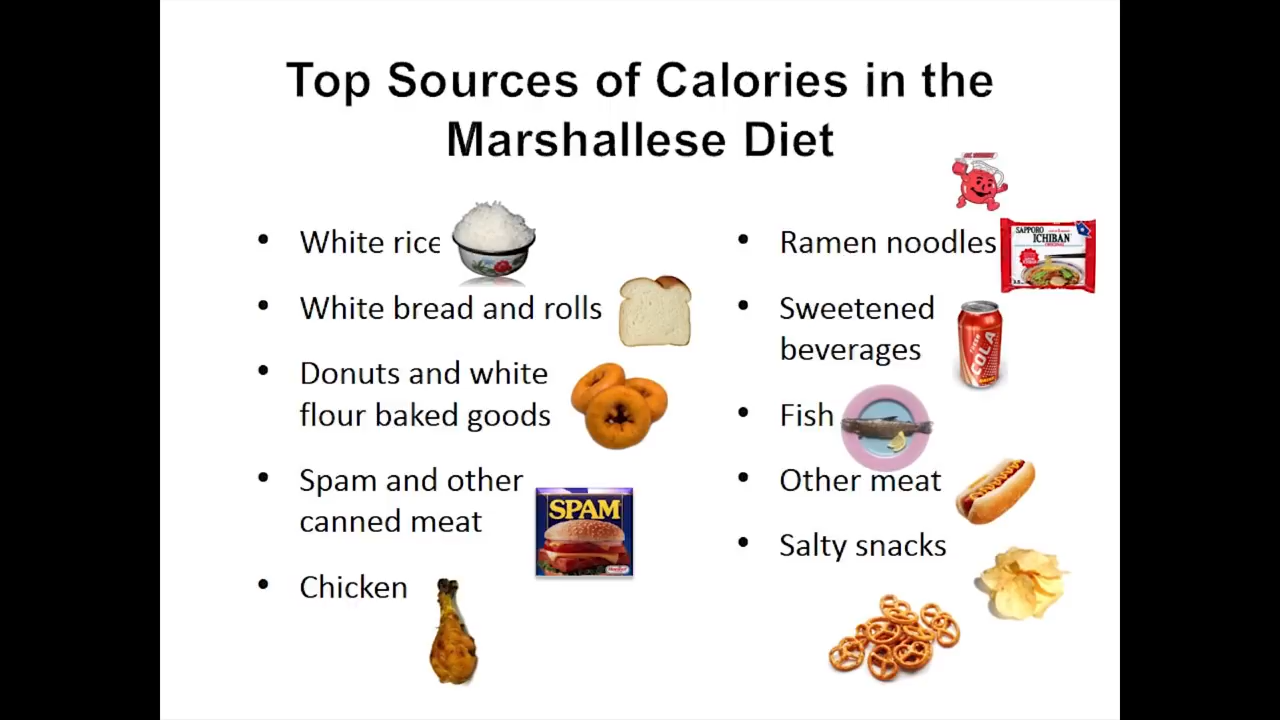 Top Sources of Calories in the
Marshallese Diet
• White rice
• White bread and rolls
• Donuts and white
flour baked goods
• Spam and other
canned meat
SPAM
• Chicken
• Ramen noodles
SAPPORO
ICHIBAN
ORIGINAL
• Sweetened
beverages
COLA
• Fish
• Other meat
• Salty snacks